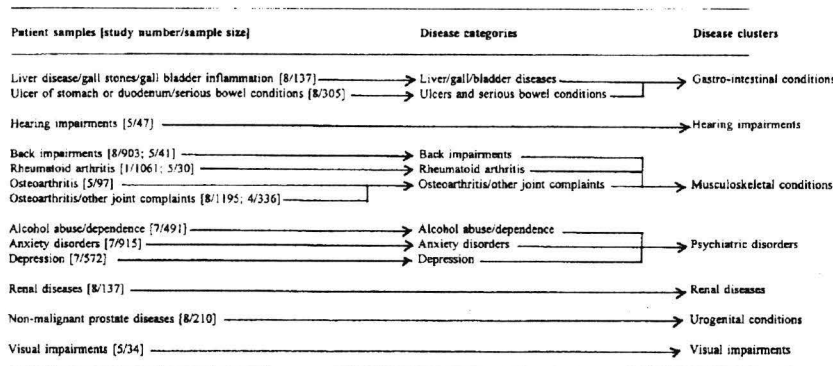 Patient samples [study number/sample size] Disease categories Disease clusters
Liver disease/gall stones/gall bladder inflammation [8/137] Liver/gall/bladder diseases Gastro-intestinal conditions
Ulcer of stomach or duodenum/serious bowel conditions [8/305] Ulcers and serious bowel conditions
Hearing impairments [5/47] Hearing impairments
Back impairments [8/903; 5/41] Back impairments
Rheumatoid arthritis [1/1061; 5/30] Rheumatoid arthritis
Osteoarthritis [5/97] Osteoarthritis/other joint complaints Musculoskeletal conditions
Osteoarthritis/other joint complaints [8/1195; 4/336]
Alcohol abuse/dependence [7/491] Alcohol abuse/dependence
Anxiety disorders [7/915] Anxiety disorders Psychiatric disorders
Depression [7/572] Depression
Renal diseases [8/137] Renal diseases
Non-malignant prostate diseases [8/210] Urogenital conditions
Visual impairments [5/34] Visual impairments